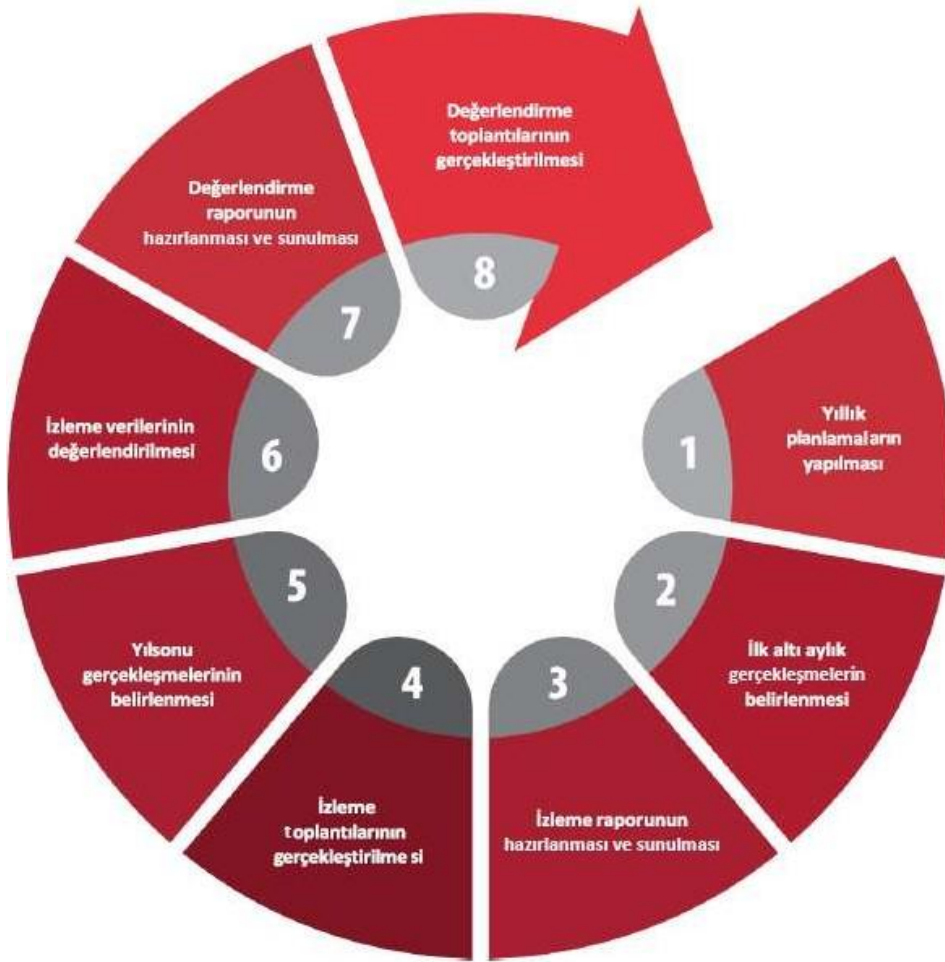 1
Yıllık
planlamaların
yapılması
2
İlk altı aylık
gerçekleşmelerin
belirlenmesi
3
İzleme raporunun
hazırlanması ve sunulması
4
İzleme
toplantılarının
gerçekleştirilme si
5
Yılsonu
gerçekleşmelerinin
belirlenmesi
6
İzleme verilerinin
değerlendirilmesi
7
Değerlendirme
raporunun
hazırlanması ve sunulması
8
Değerlendirme
toplantılarının
gerçekleştirilmesi